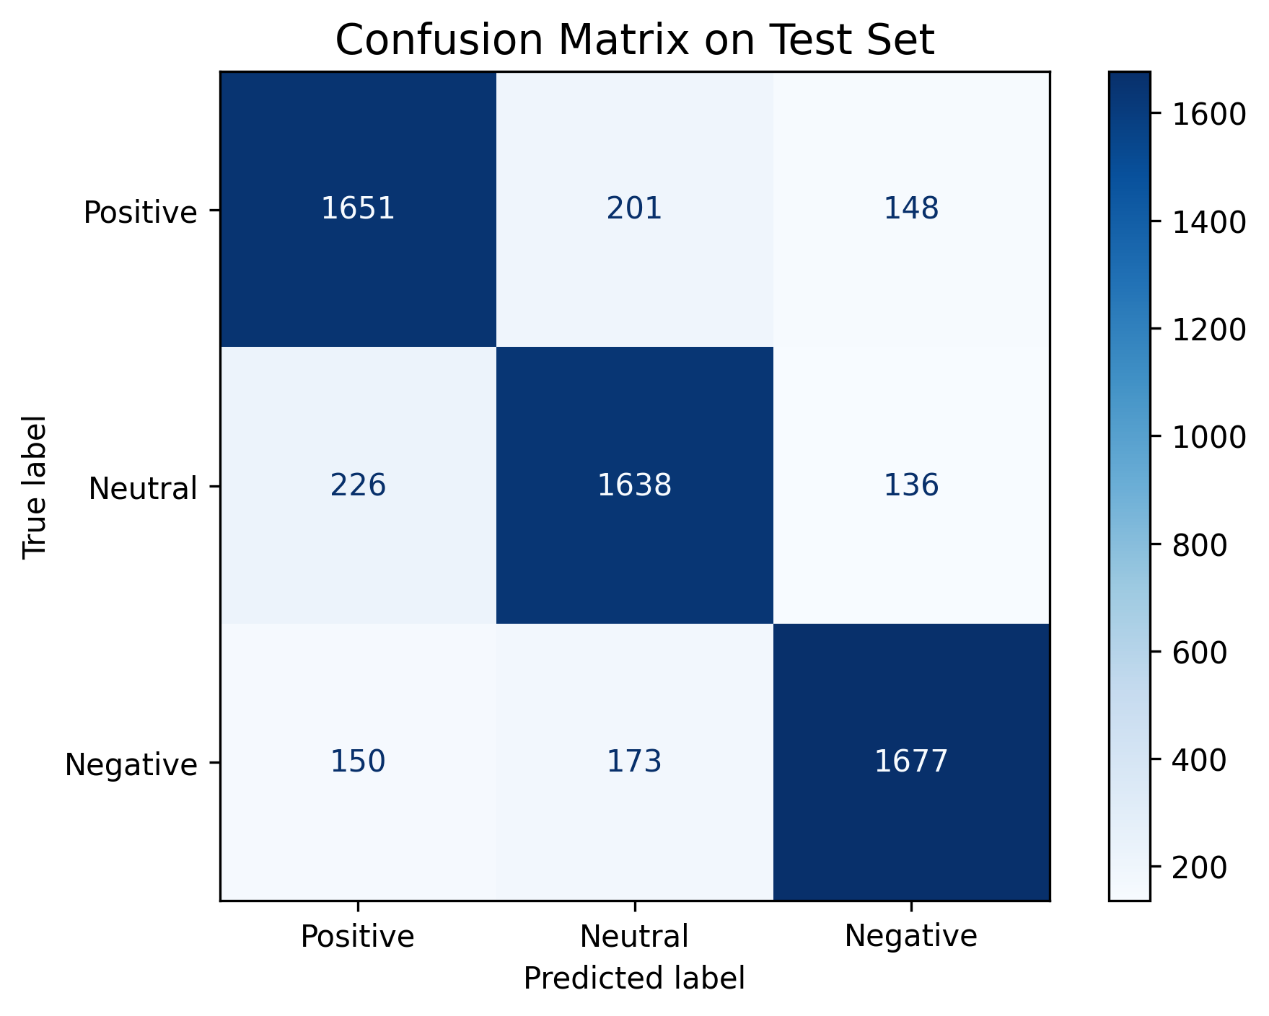 Confusion Matrix on Test Set
True label
Positive
1651 201 148
Neutral
226 1638 136
Negative
150 173 1677
Positive Neutral Negative
Predicted label
1600
1400
1200
1000
800
600
400
200